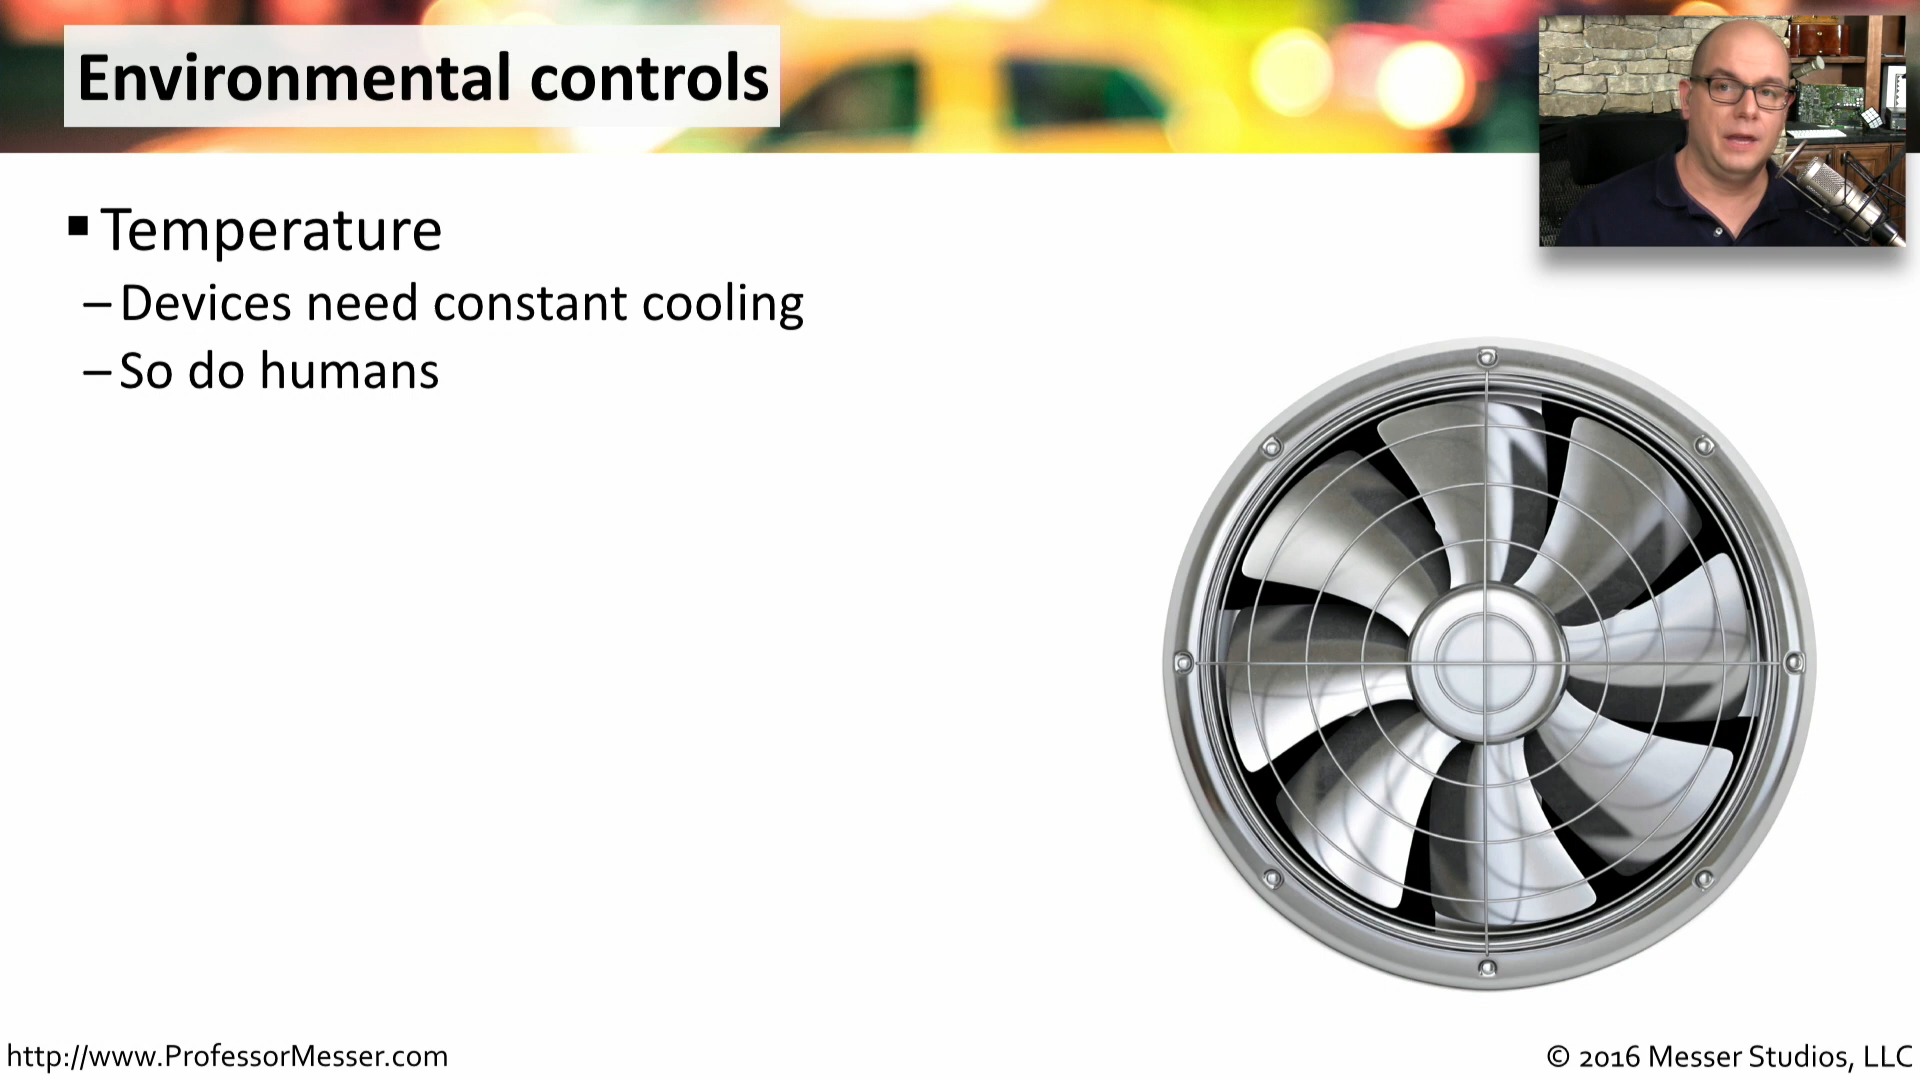 Environmental controls
▪ Temperature
– Devices need constant cooling
– So do humans
http://www.ProfessorMesser.com
© 2016 Messer Studios, LLC